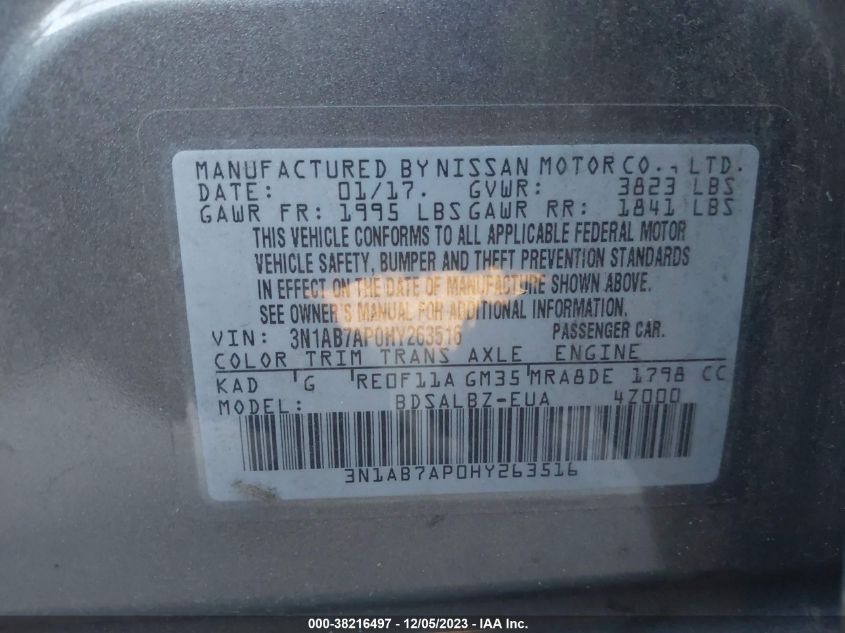 MANUFACTURED BY NISSAN MOTOR CO., LTD.
DATE: 01/17. GVWR: 3823 LBS
GAWR FR: 1995 LBS GAWR RR: 1841 LBS
THIS VEHICLE CONFORMS TO ALL APPLICABLE FEDERAL MOTOR
VEHICLE SAFETY, BUMPER AND THEFT PREVENTION STANDARDS
IN EFFECT ON THE DATE OF MANUFACTURE SHOWN ABOVE.
SEE OWNER'S MANUAL FOR ADDITIONAL INFORMATION.
VIN: 3N1AB7AP0HY263516 PASSENGER CAR.
COLOR TRIM TRANS AXLE ENGINE
KAD G RE0F11A GM35 MRA8DE 1798 CC
MODEL: BDSALBZ-EUA 4Z000
3N1AB7AP0HY263516
000-38216497 - 12/05/2023 - Copyright © IAA, Inc.